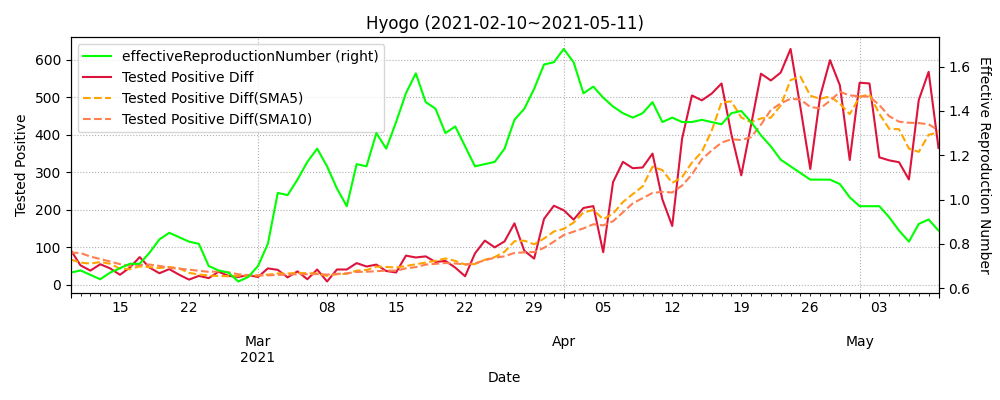 Hyogo (2021-02-10~2021-05-11)
effectiveReproductionNumber (right)
Tested Positive Diff
Tested Positive Diff(SMA5)
Tested Positive Diff(SMA10)
Tested Positive
600
500
400
300
200
100
0
Effective Reproduction Number
1.6
1.4
1.2
1.0
0.8
0.6
15 22 08 15 22 29 05 12 19 26 03
Mar Apr May
2021
Date